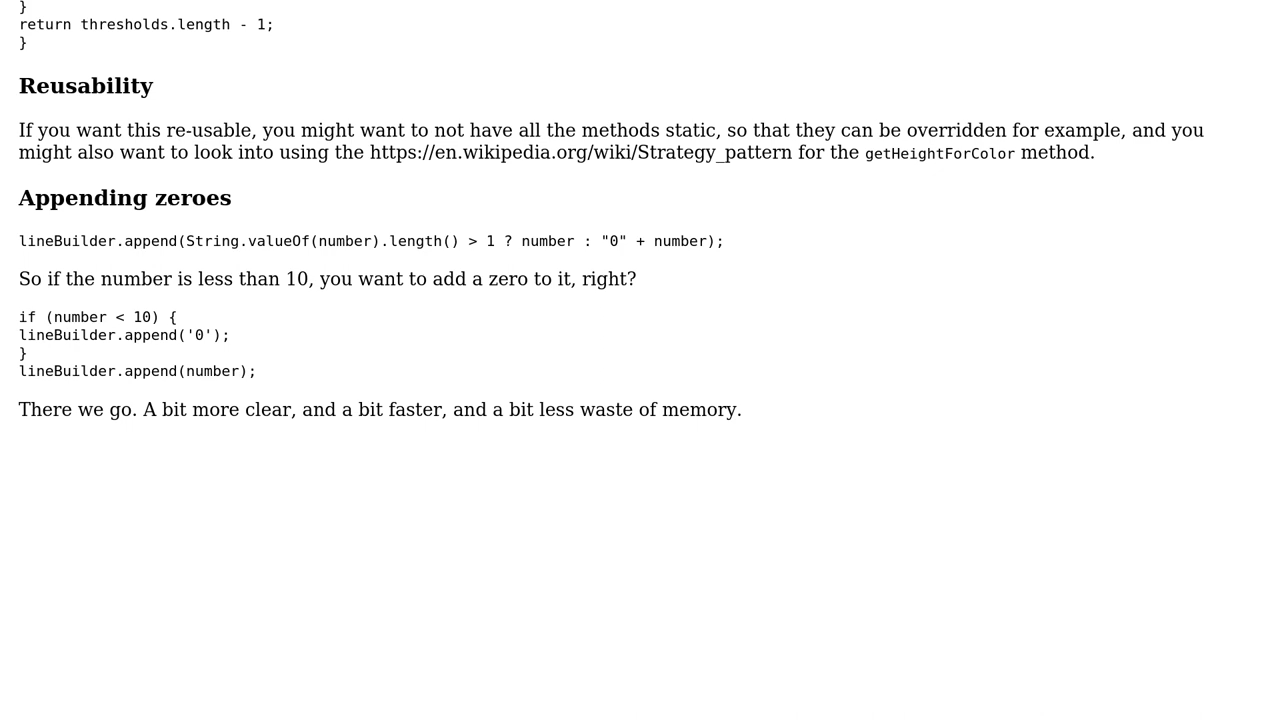 }
return thresholds.length - 1;
}
Reusability
If you want this re-usable, you might want to not have all the methods static, so that they can be overridden for example, and you
might also want to look into using the https://en.wikipedia.org/wiki/Strategy_pattern for the getHeightForColor method.
Appending zeroes
lineBuilder.append(String.valueOf(number).length() > 1 ? number : "0" + number);
So if the number is less than 10, you want to add a zero to it, right?
if (number < 10) {
lineBuilder.append('0');
}
lineBuilder.append(number);
There we go. A bit more clear, and a bit faster, and a bit less waste of memory.